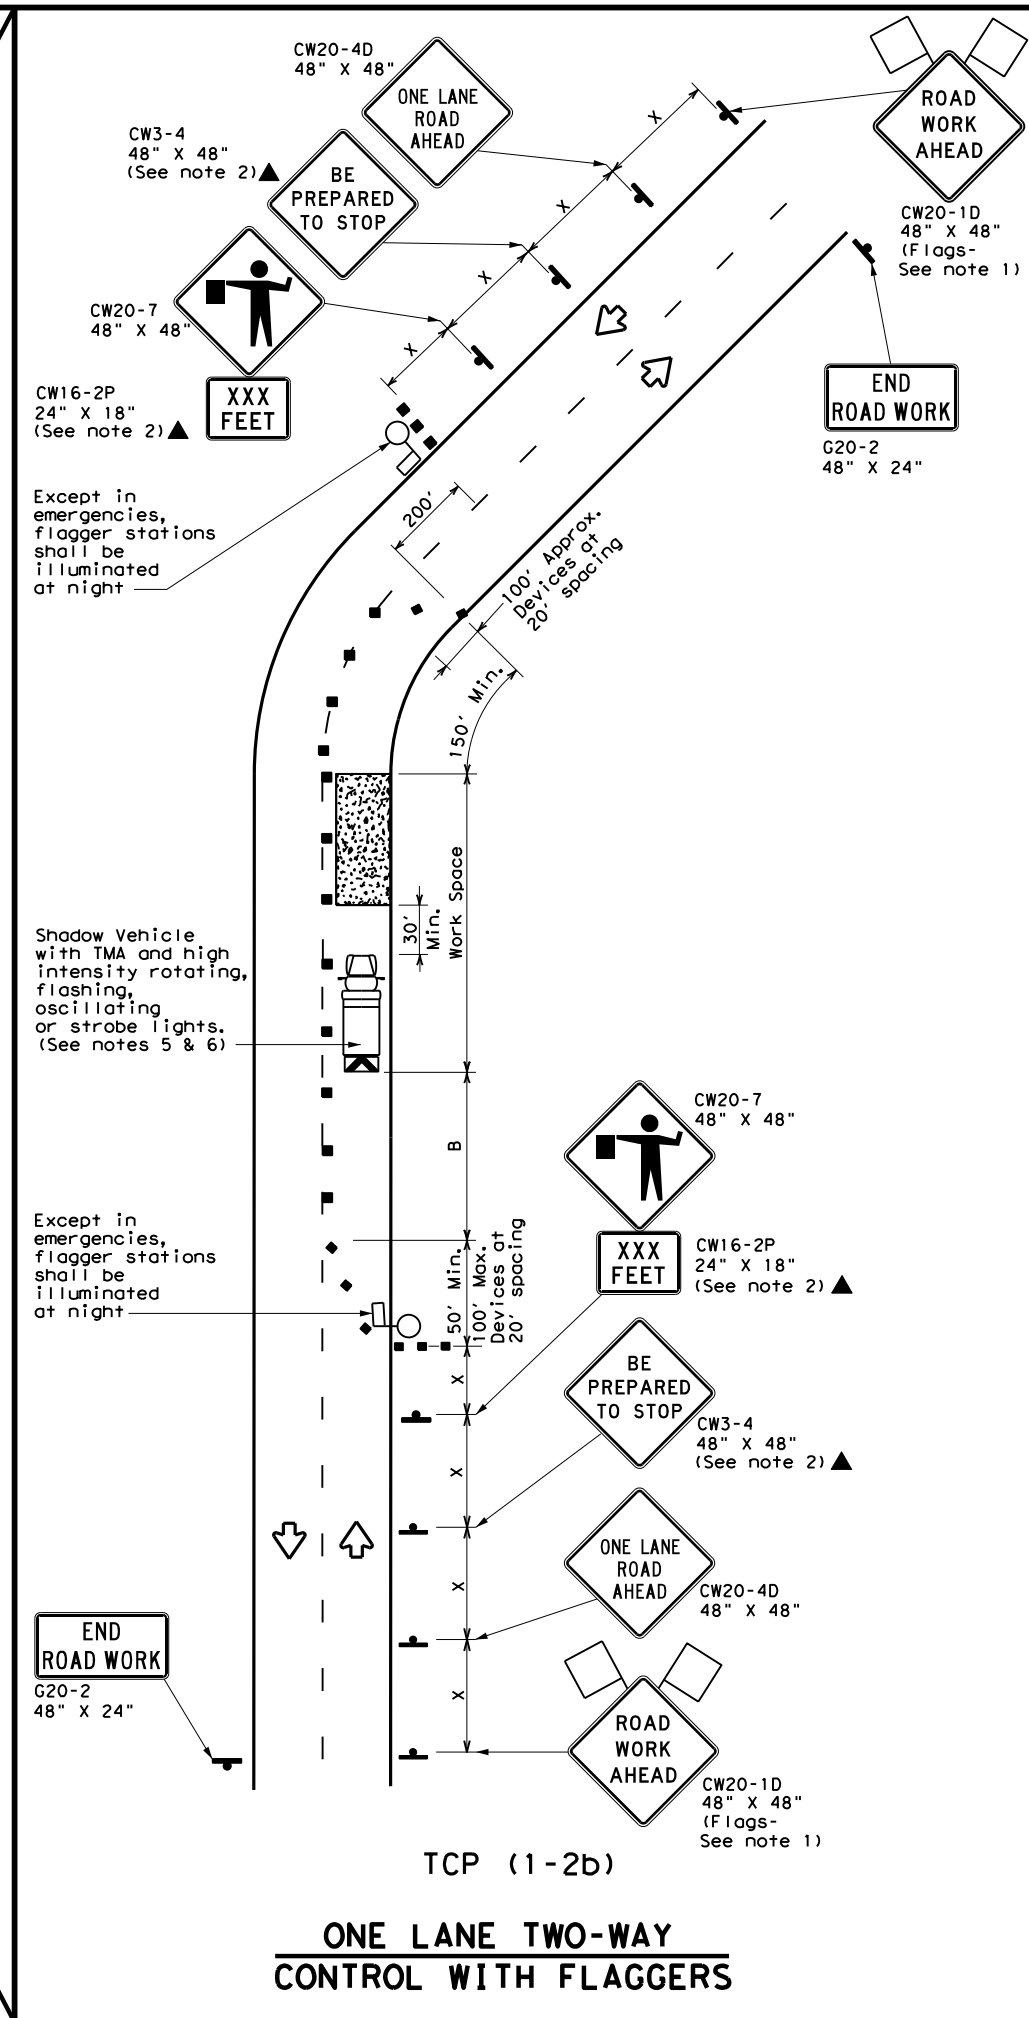 CW20-4D
48" X 48"
ONE LANE
ROAD
AHEAD
ROAD
WORK
AHEAD
CW20-1D
48" X 48"
(Flags-
See note 1)
CW3-4
48" X 48"
(See note 2)
BE
PREPARED
TO STOP
X
X
X
X
CW20-7
48" X 48"
CW16-2P
24" X 18"
(See note 2)
XXX
FEET
END
ROAD WORK
G20-2
48" X 24"
Except in
emergencies,
flagger stations
shall be
illuminated
at night
200'
100' Approx.
Devices at
20' spacing
150' Min.
Work Space
30'
Min.
Shadow Vehicle
with TMA and high
intensity rotating,
flashing,
oscillating
or strobe lights.
(See notes 5 & 6)
B
CW20-7
48" X 48"
XXX
FEET
CW16-2P
24" X 18"
(See note 2)
Except in
emergencies,
flagger stations
shall be
illuminated
at night
50' Min.
100' Max.
Devices at
20' spacing
X
BE
PREPARED
TO STOP
CW3-4
48" X 48"
(See note 2)
X
ONE LANE
ROAD
AHEAD
CW20-4D
48" X 48"
X
END
ROAD WORK
G20-2
48" X 24"
X
ROAD
WORK
AHEAD
CW20-1D
48" X 48"
(Flags-
See note 1)
TCP (1-2b)
ONE LANE TWO-WAY
CONTROL WITH FLAGGERS